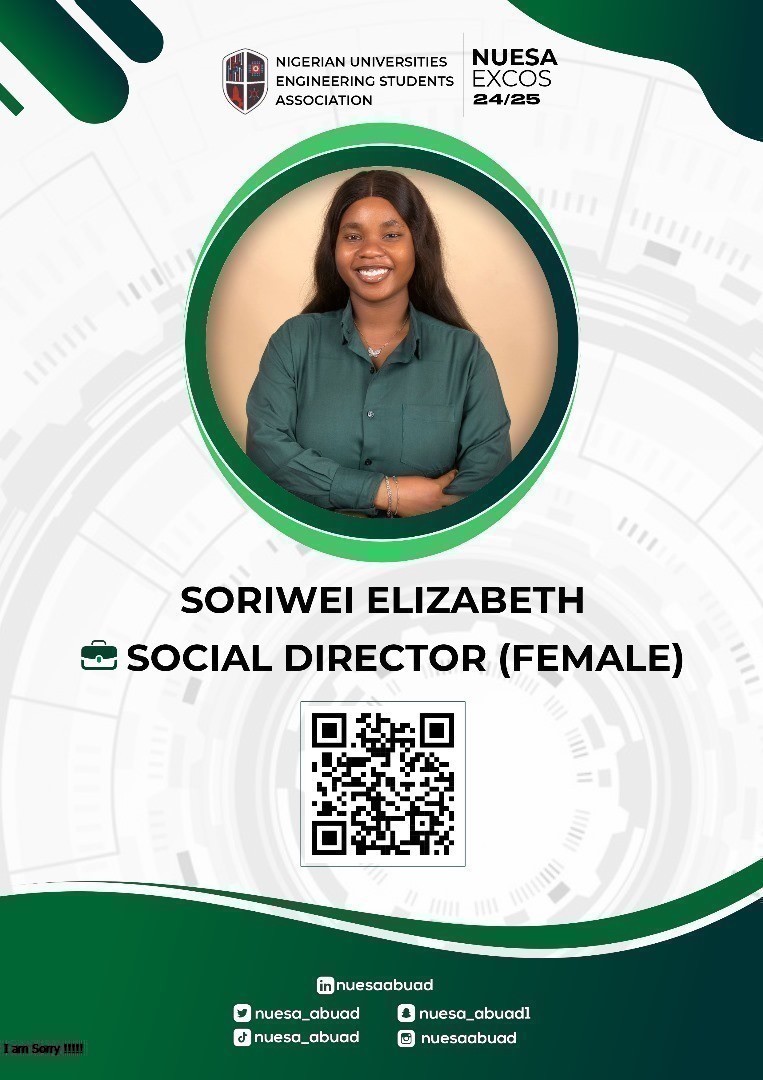 NIGERIAN UNIVERSITIES
ENGINEERING STUDENTS
ASSOCIATION
NUESA
EXCOS
24/25
SORIWEI ELIZABETH
SOCIAL DIRECTOR (FEMALE)
in nuesaabuad
nuesa_abuad
nuesa_abuad1
nuesa_abuad
nuesaabuad
I am Sorry !!!!!